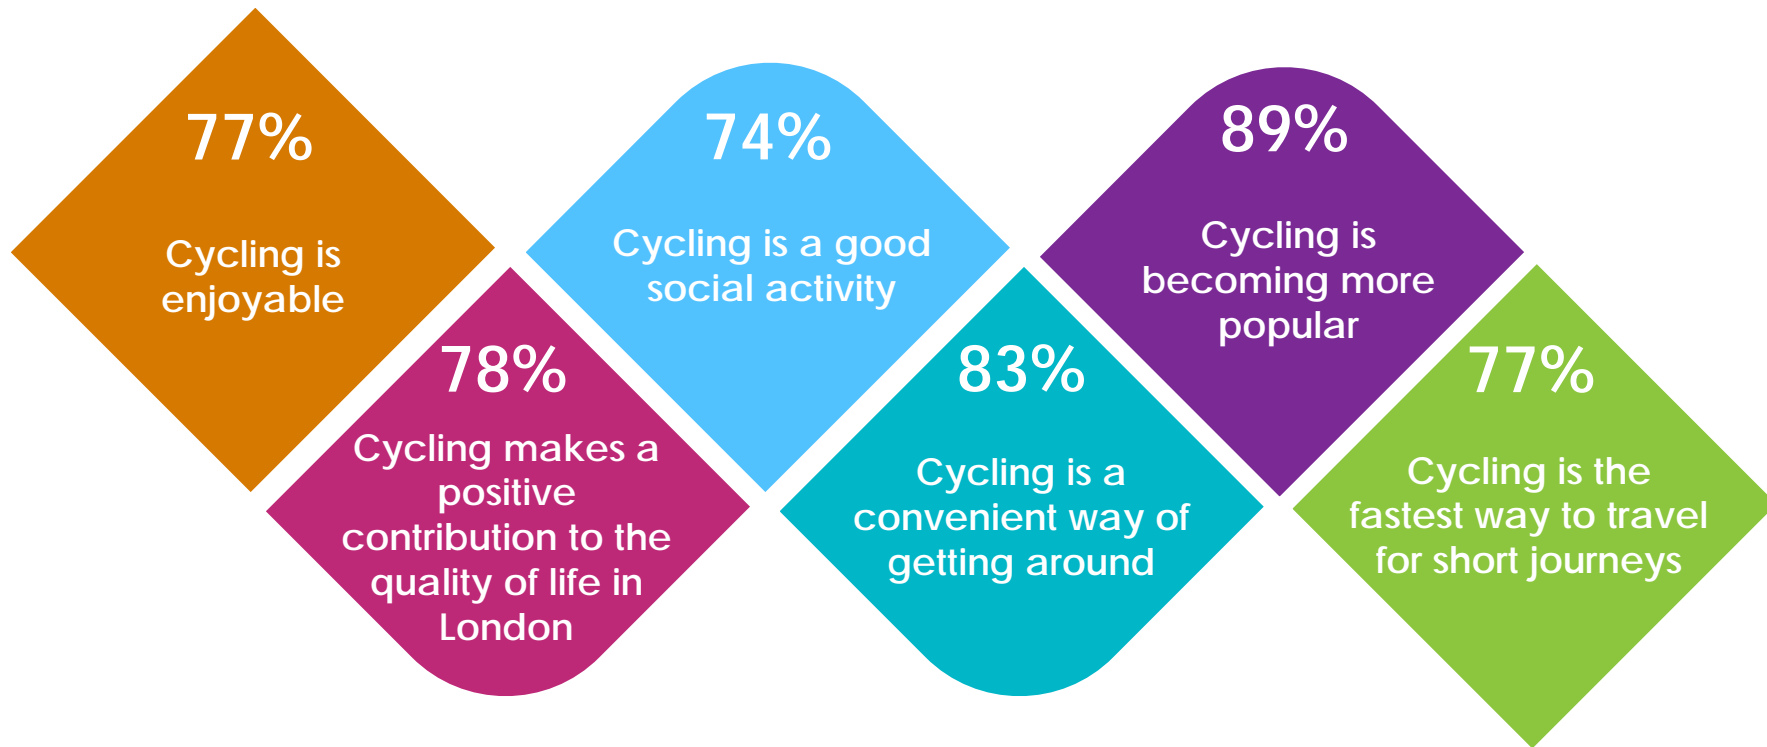 77%
Cycling is
enjoyable
78%
Cycling makes a
positive
contribution to the
quality of life in
London
74%
Cycling is a good
social activity
83%
Cycling is a
convenient way of
getting around
89%
Cycling is
becoming more
popular
77%
Cycling is the
fastest way to travel
for short journeys